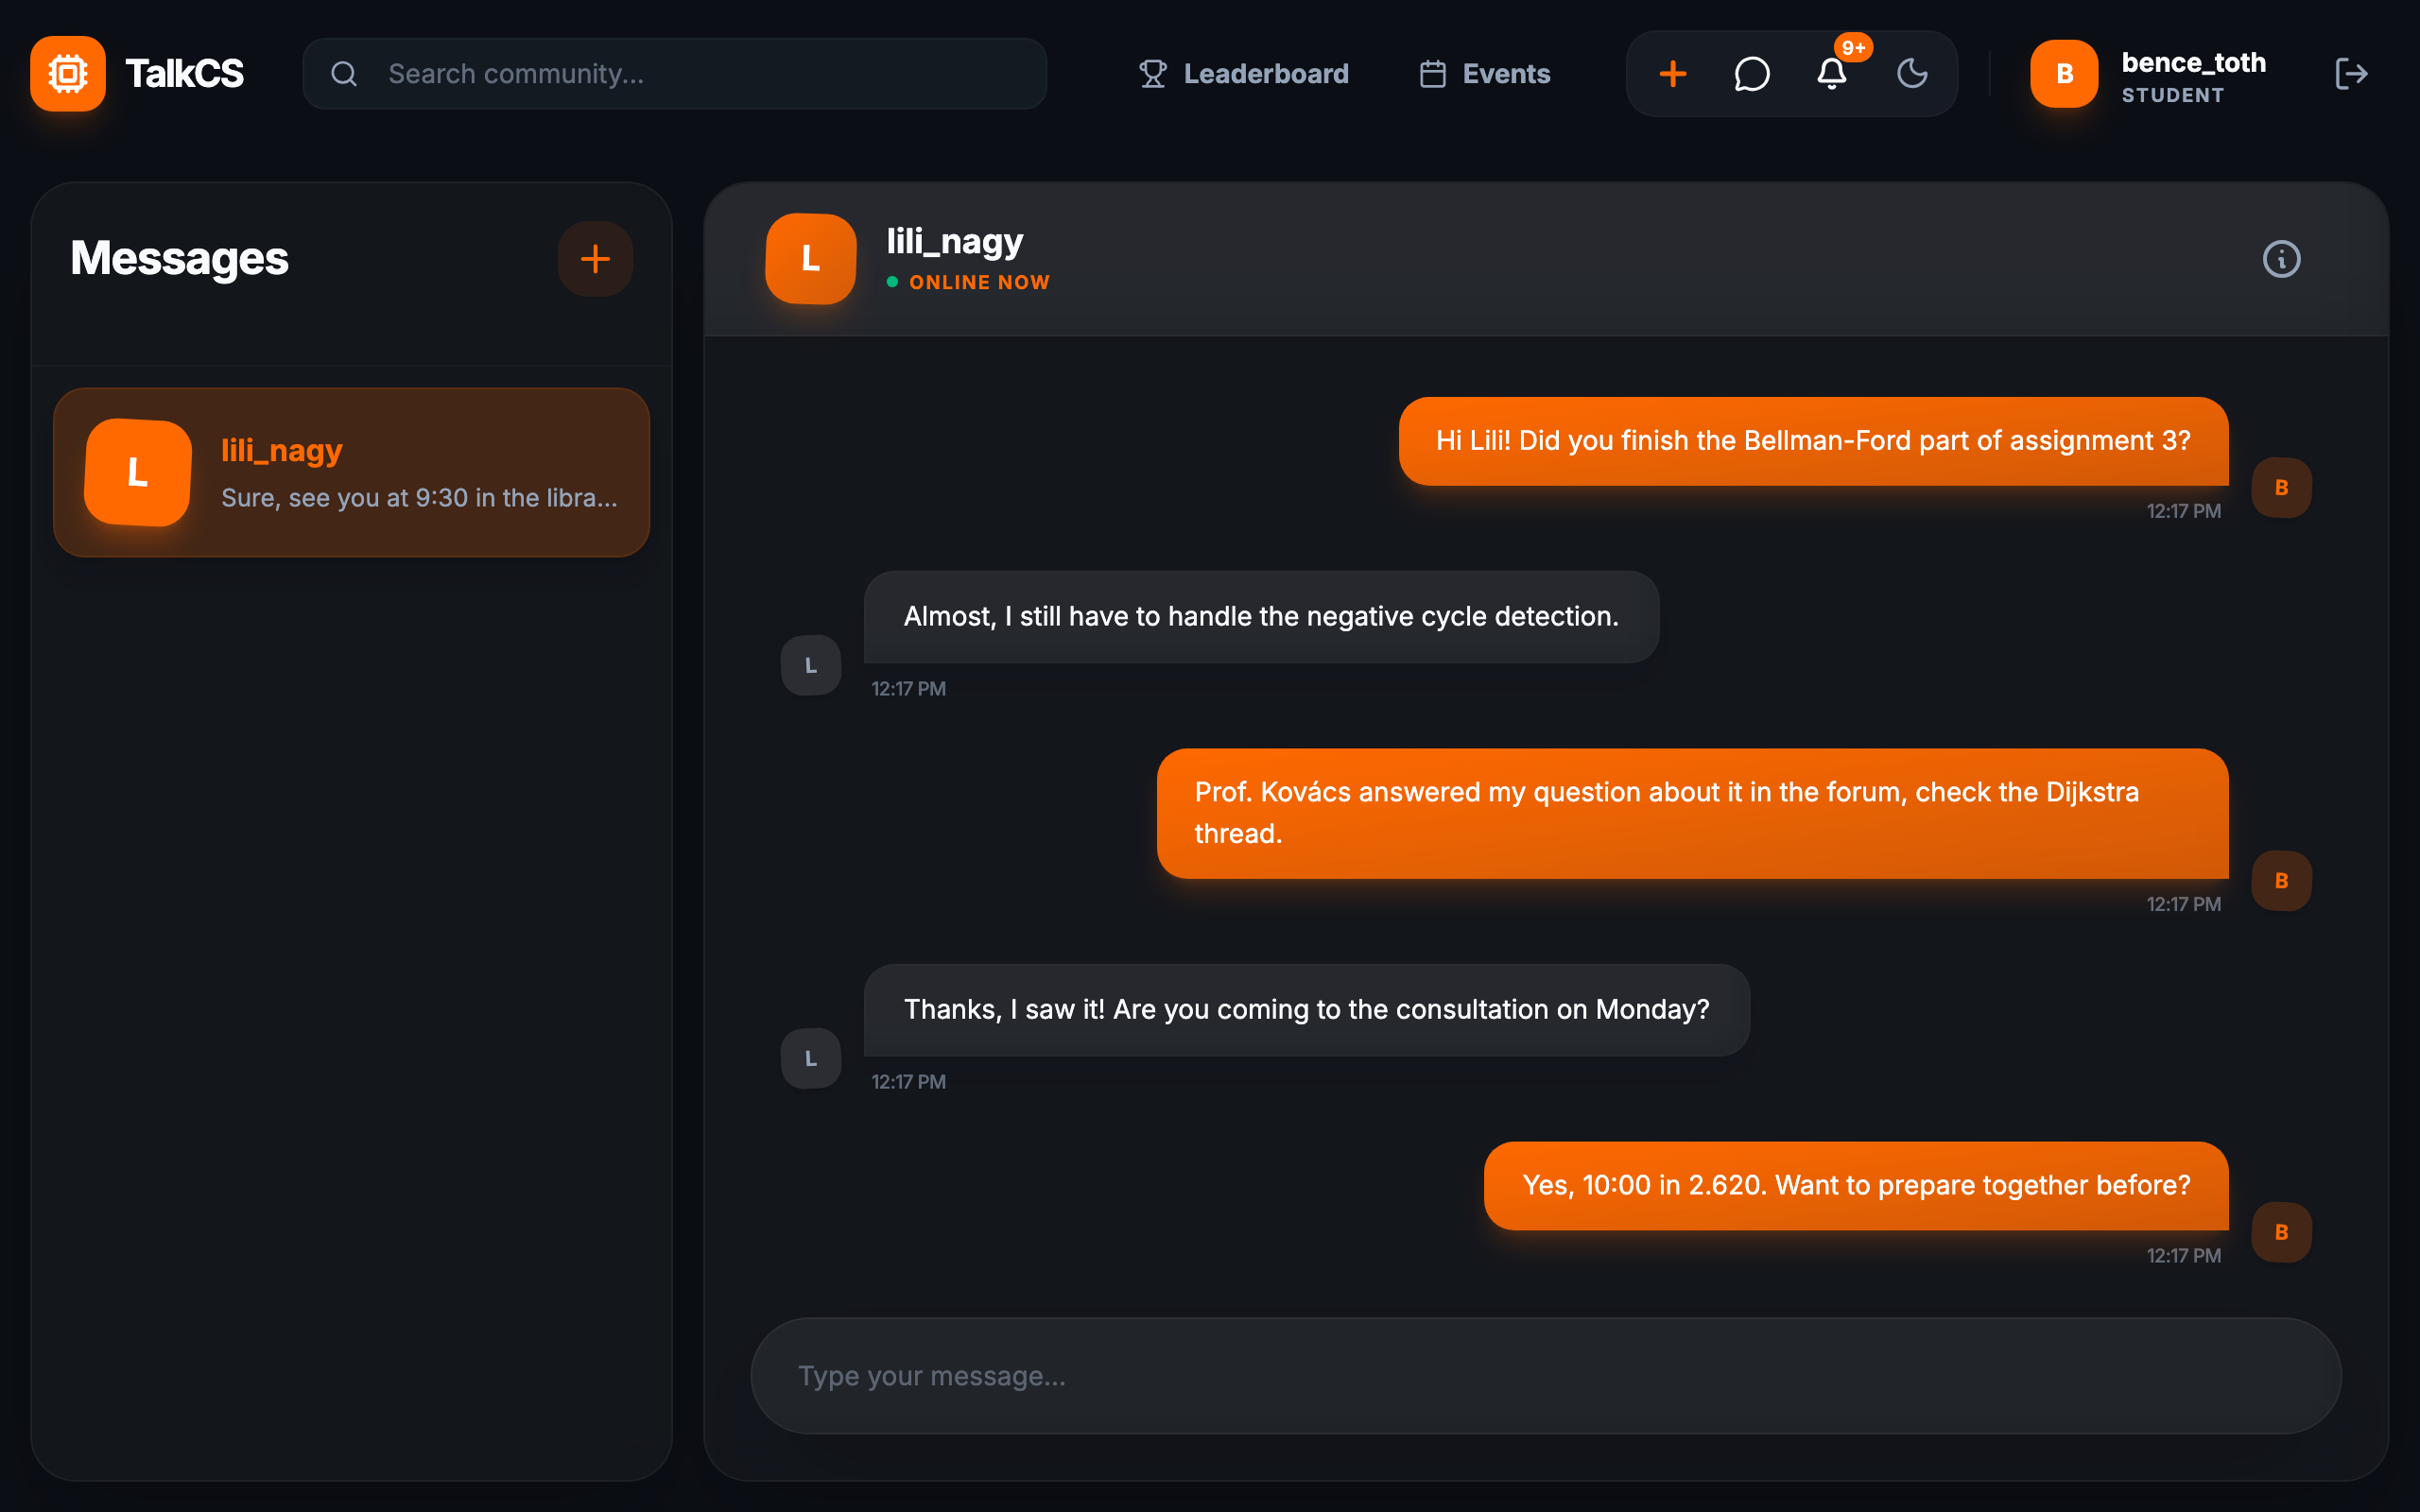 TalkCS
Search community...
Leaderboard
Events
9+
B
bence_toth
STUDENT
Messages
L
lili_nagy
Sure, see you at 9:30 in the libra...
L
lili_nagy
ONLINE NOW
Hi Lili! Did you finish the Bellman-Ford part of assignment 3?
B
12:17 PM
Almost, I still have to handle the negative cycle detection.
L
12:17 PM
Prof. Kovács answered my question about it in the forum, check the Dijkstra
thread.
B
12:17 PM
Thanks, I saw it! Are you coming to the consultation on Monday?
L
12:17 PM
Yes, 10:00 in 2.620. Want to prepare together before?
B
12:17 PM
Type your message...